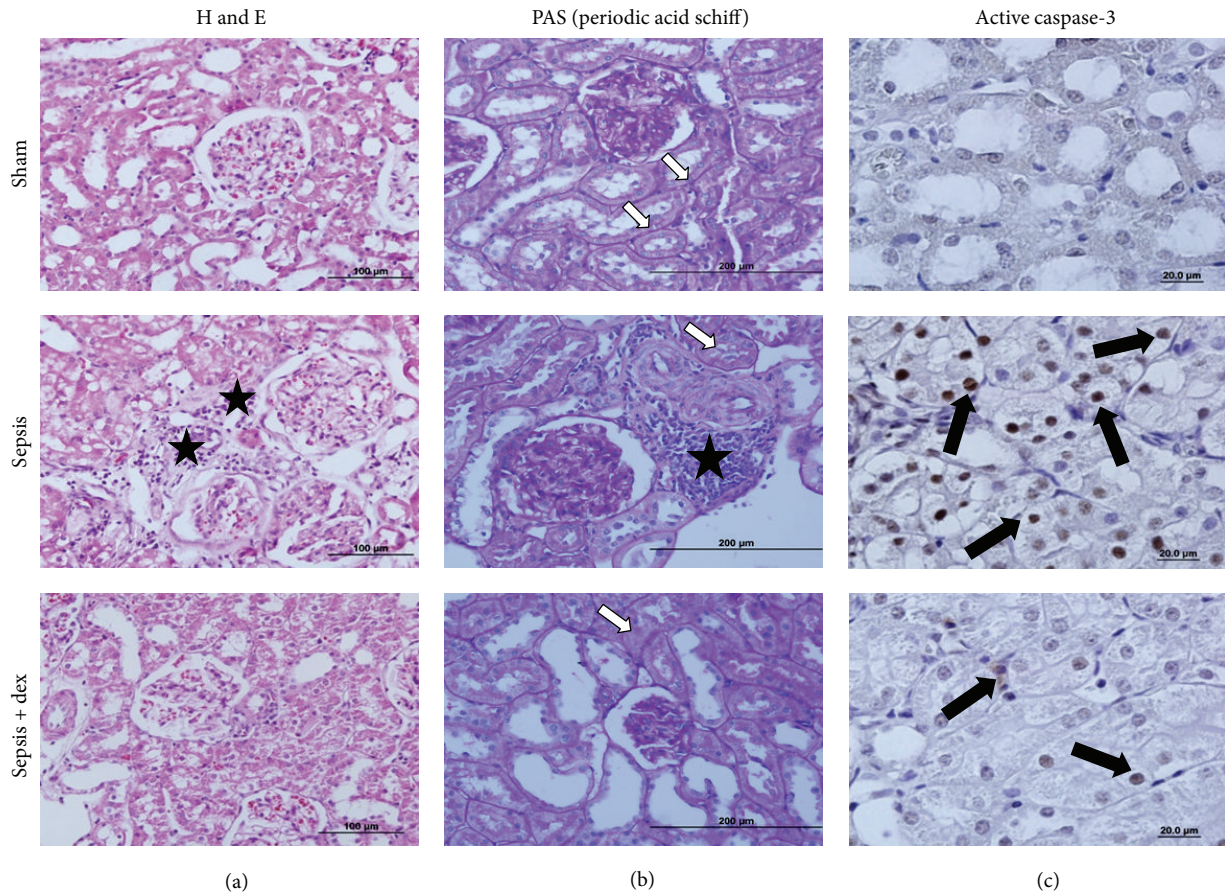 H and E
PAS (periodic acid schiff)
Active caspase-3
Sham
100 µm
200 µm
20.0 µm
Sepsis
100 µm
200 µm
20.0 µm
Sepsis + dex
100 µm
200 µm
20.0 µm
(a)
(b)
(c)